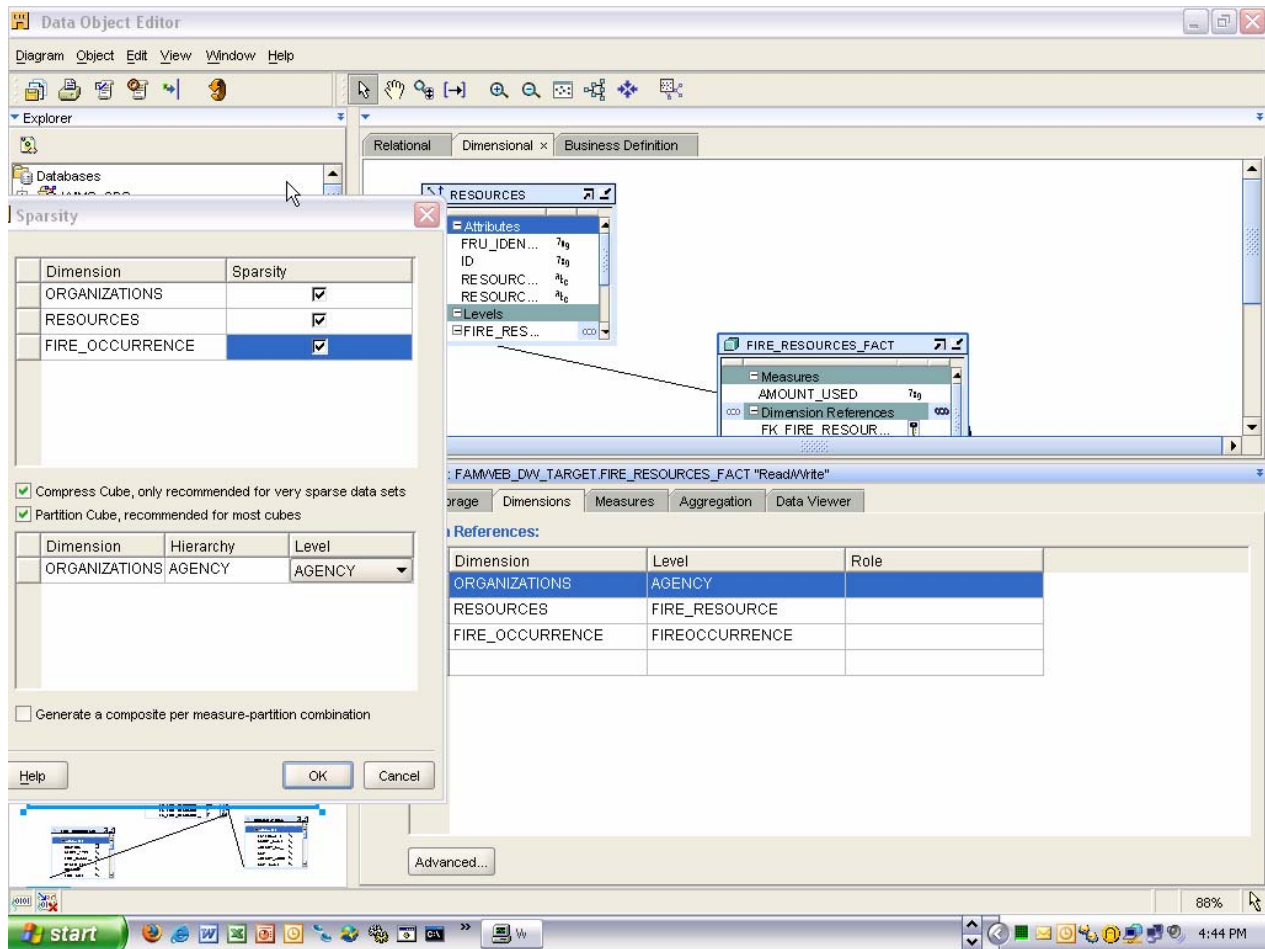 Data Object Editor
Diagram Object Edit View Window Help
Explorer
Databases
Relational Dimensional × Business Definition
RESOURCES
Attributes
FRU_IDEN... 789
ID 789
RESOURC...
RESOURC...
Levels
FIRE_RES...
FIRE_RESOURCES_FACT
Measures
AMOUNT_USED 789
Dimension References
FK_FIRE_RESOUR...
Sparsity
Dimension Sparsity
ORGANIZATIONS
RESOURCES
FIRE_OCCURRENCE
Compress Cube, only recommended for very sparse data sets
Partition Cube, recommended for most cubes
Dimension Hierarchy Level
ORGANIZATIONS AGENCY AGENCY
Generate a composite per measure-partition combination
Help OK Cancel
: FAMWEB_DW_TARGET.FIRE_RESOURCES_FACT "Read/Write"
orage Dimensions Measures Aggregation Data Viewer
References:
Dimension Level Role
ORGANIZATIONS AGENCY
RESOURCES FIRE_RESOURCE
FIRE_OCCURRENCE FIREOCCURRENCE
Advanced...
88%
start W 4:44 PM